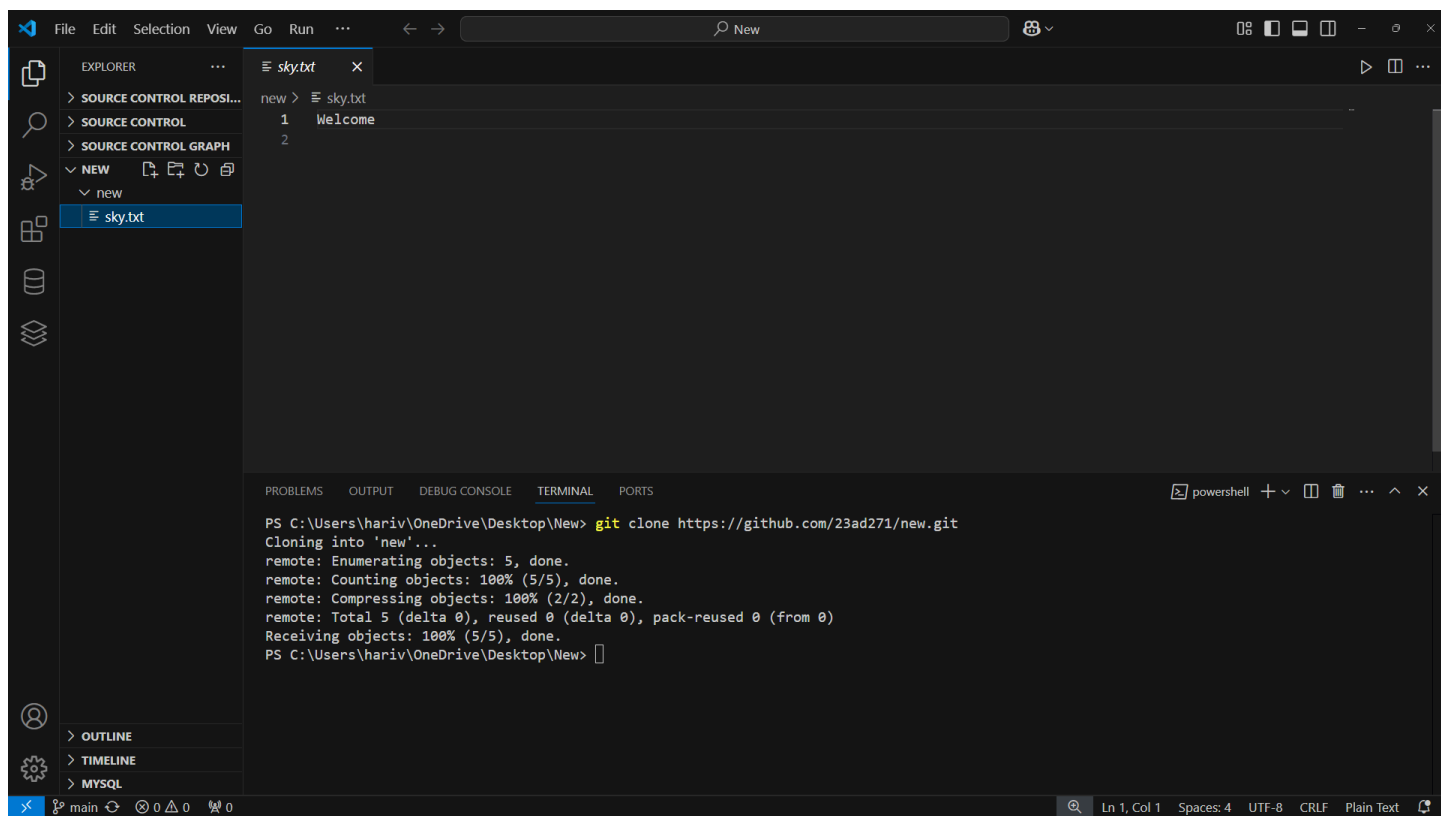 File Edit Selection View Go Run ··· New
EXPLORER ···
SOURCE CONTROL REPOSI...
SOURCE CONTROL
SOURCE CONTROL GRAPH
NEW
new
sky.txt
OUTLINE
TIMELINE
MYSQL
sky.txt
new > sky.txt
1 Welcome
2
PROBLEMS OUTPUT DEBUG CONSOLE TERMINAL PORTS powershell
PS C:\Users\hariv\OneDrive\Desktop\New> git clone https://github.com/23ad271/new.git
Cloning into 'new'...
remote: Enumerating objects: 5, done.
remote: Counting objects: 100% (5/5), done.
remote: Compressing objects: 100% (2/2), done.
remote: Total 5 (delta 0), reused 0 (delta 0), pack-reused 0 (from 0)
Receiving objects: 100% (5/5), done.
PS C:\Users\hariv\OneDrive\Desktop\New>
main 0 0 0 Ln 1, Col 1 Spaces: 4 UTF-8 CRLF Plain Text